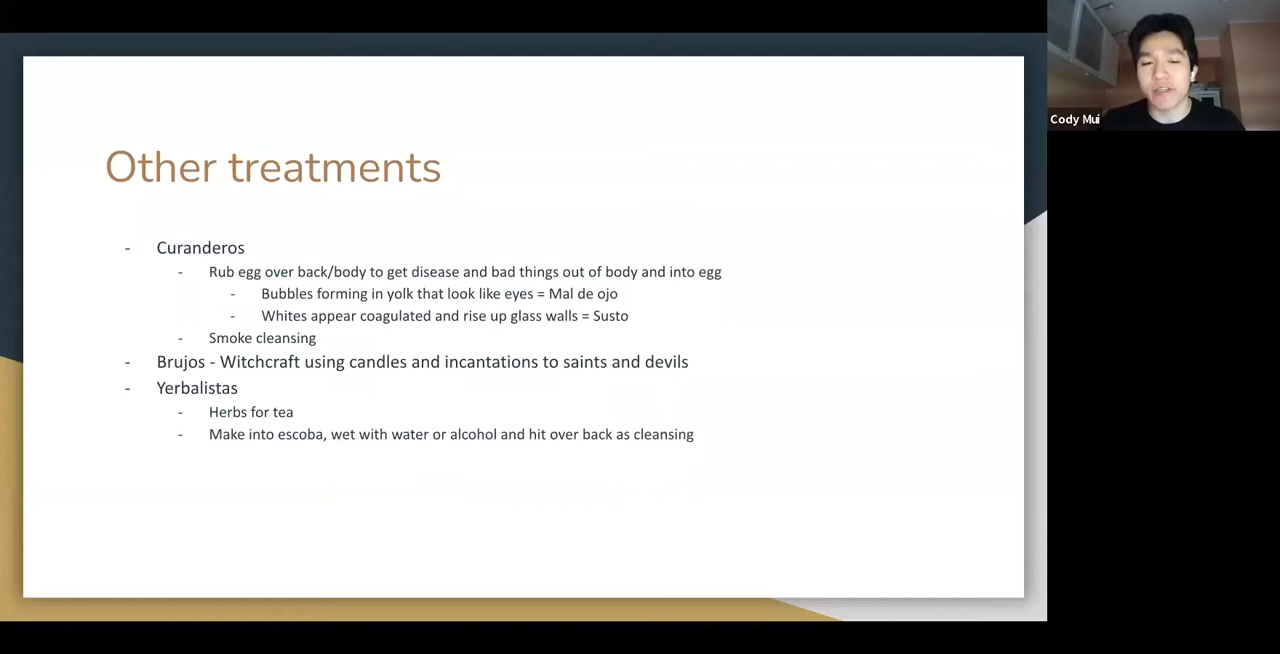 Other treatments
- Curanderos
- Rub egg over back/body to get disease and bad things out of body and into egg
- Bubbles forming in yolk that look like eyes = Mal de ojo
- Whites appear coagulated and rise up glass walls = Susto
- Smoke cleansing
- Brujos - Witchcraft using candles and incantations to saints and devils
- Yerbalistas
- Herbs for tea
- Make into escoba, wet with water or alcohol and hit over back as cleansing
Cody Mui